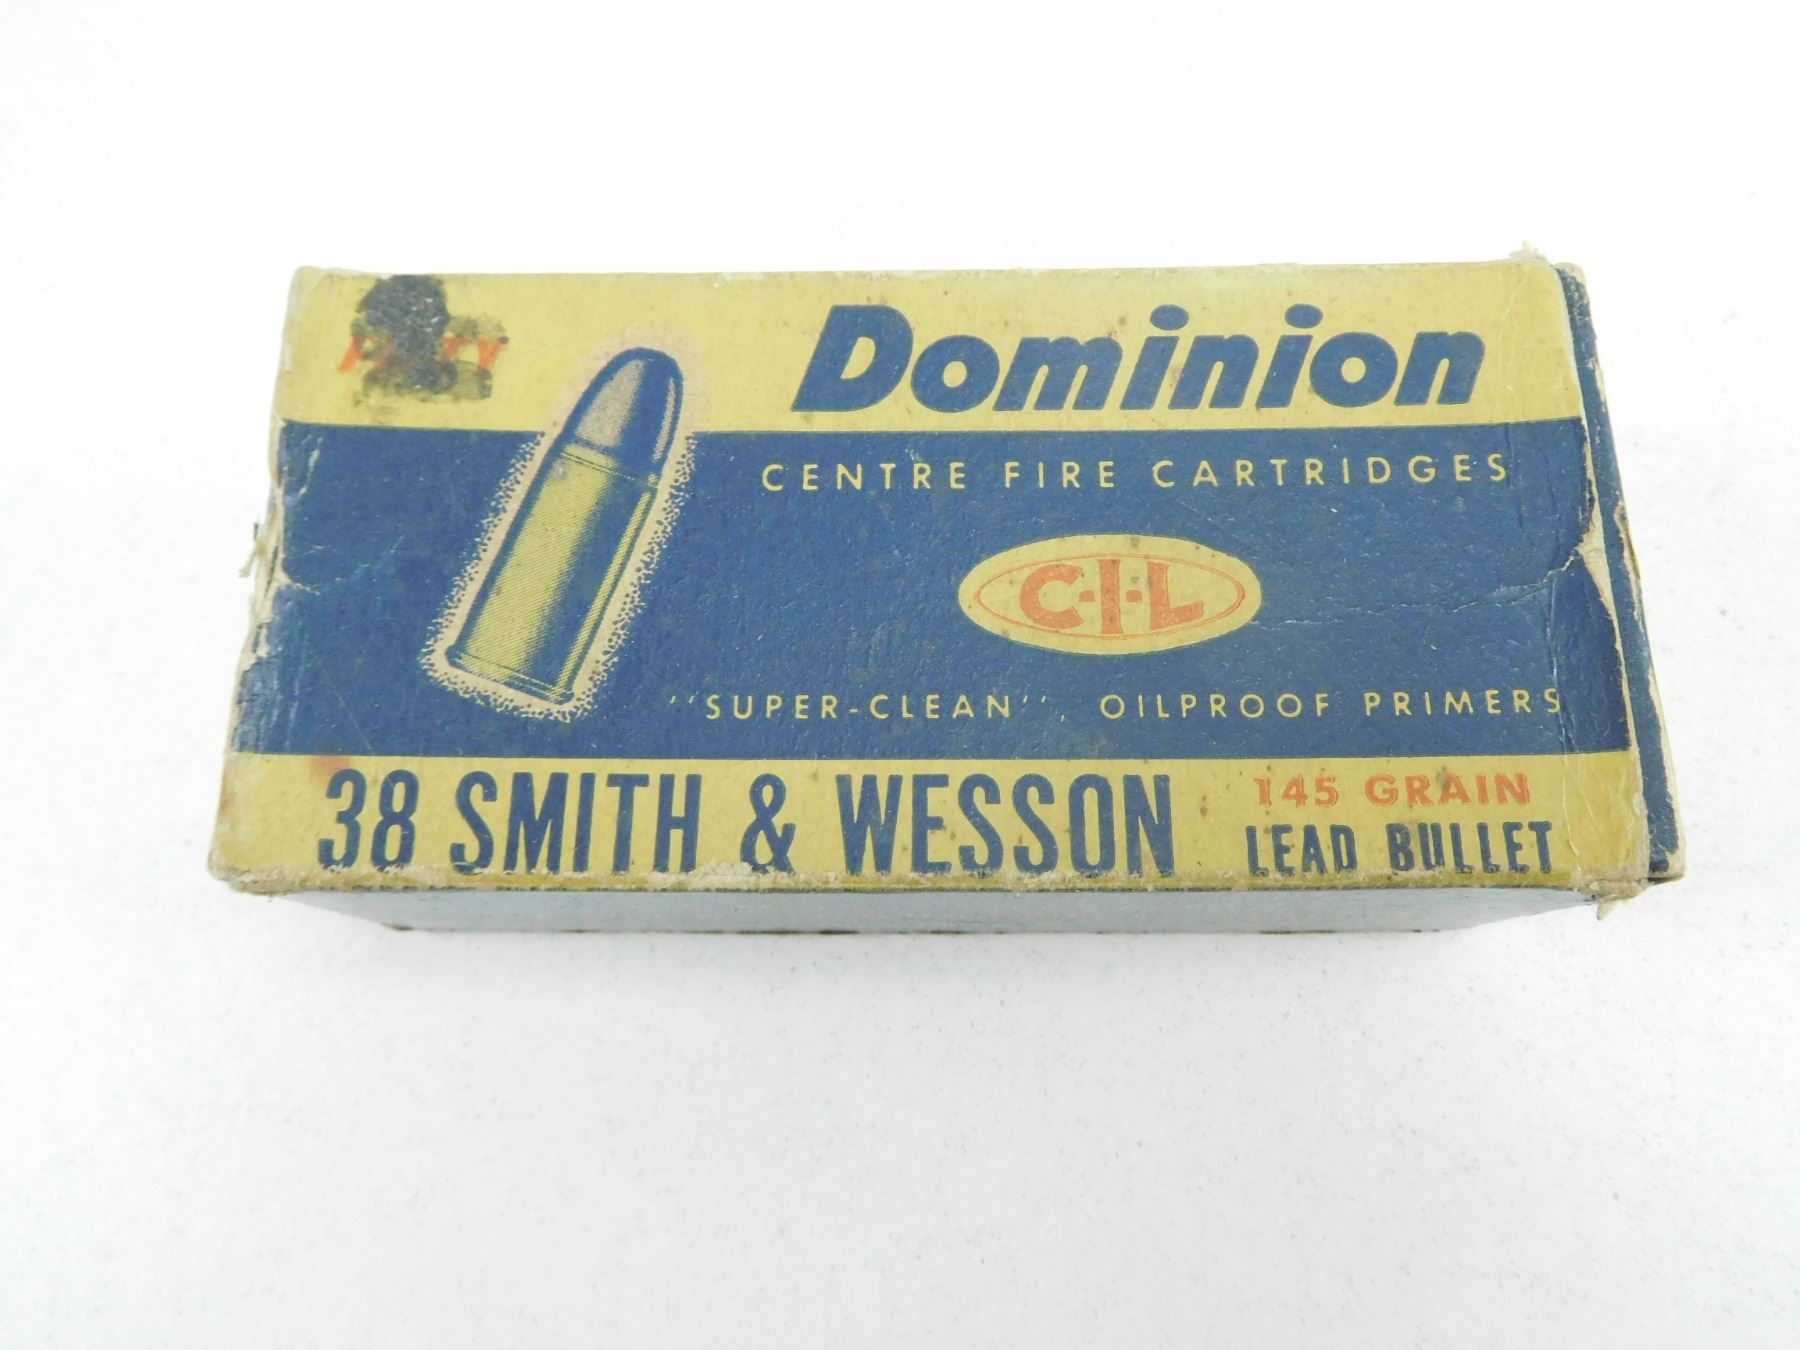 Dominion
CENTRE FIRE CARTRIDGES
C-I-L
"SUPER-CLEAN", OILPROOF PRIMERS
38 SMITH & WESSON
145 GRAIN
LEAD BULLET